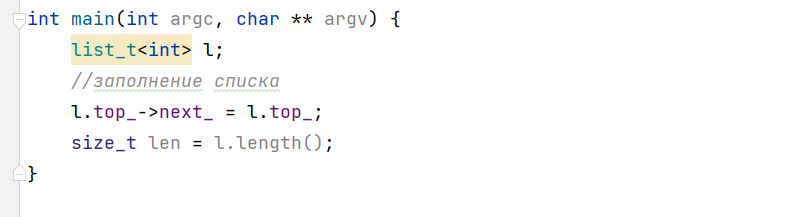 int main(int argc, char ** argv) {
list_t<int> l;
//заполнение списка
l.top_->next_ = l.top_;
size_t len = l.length();
}